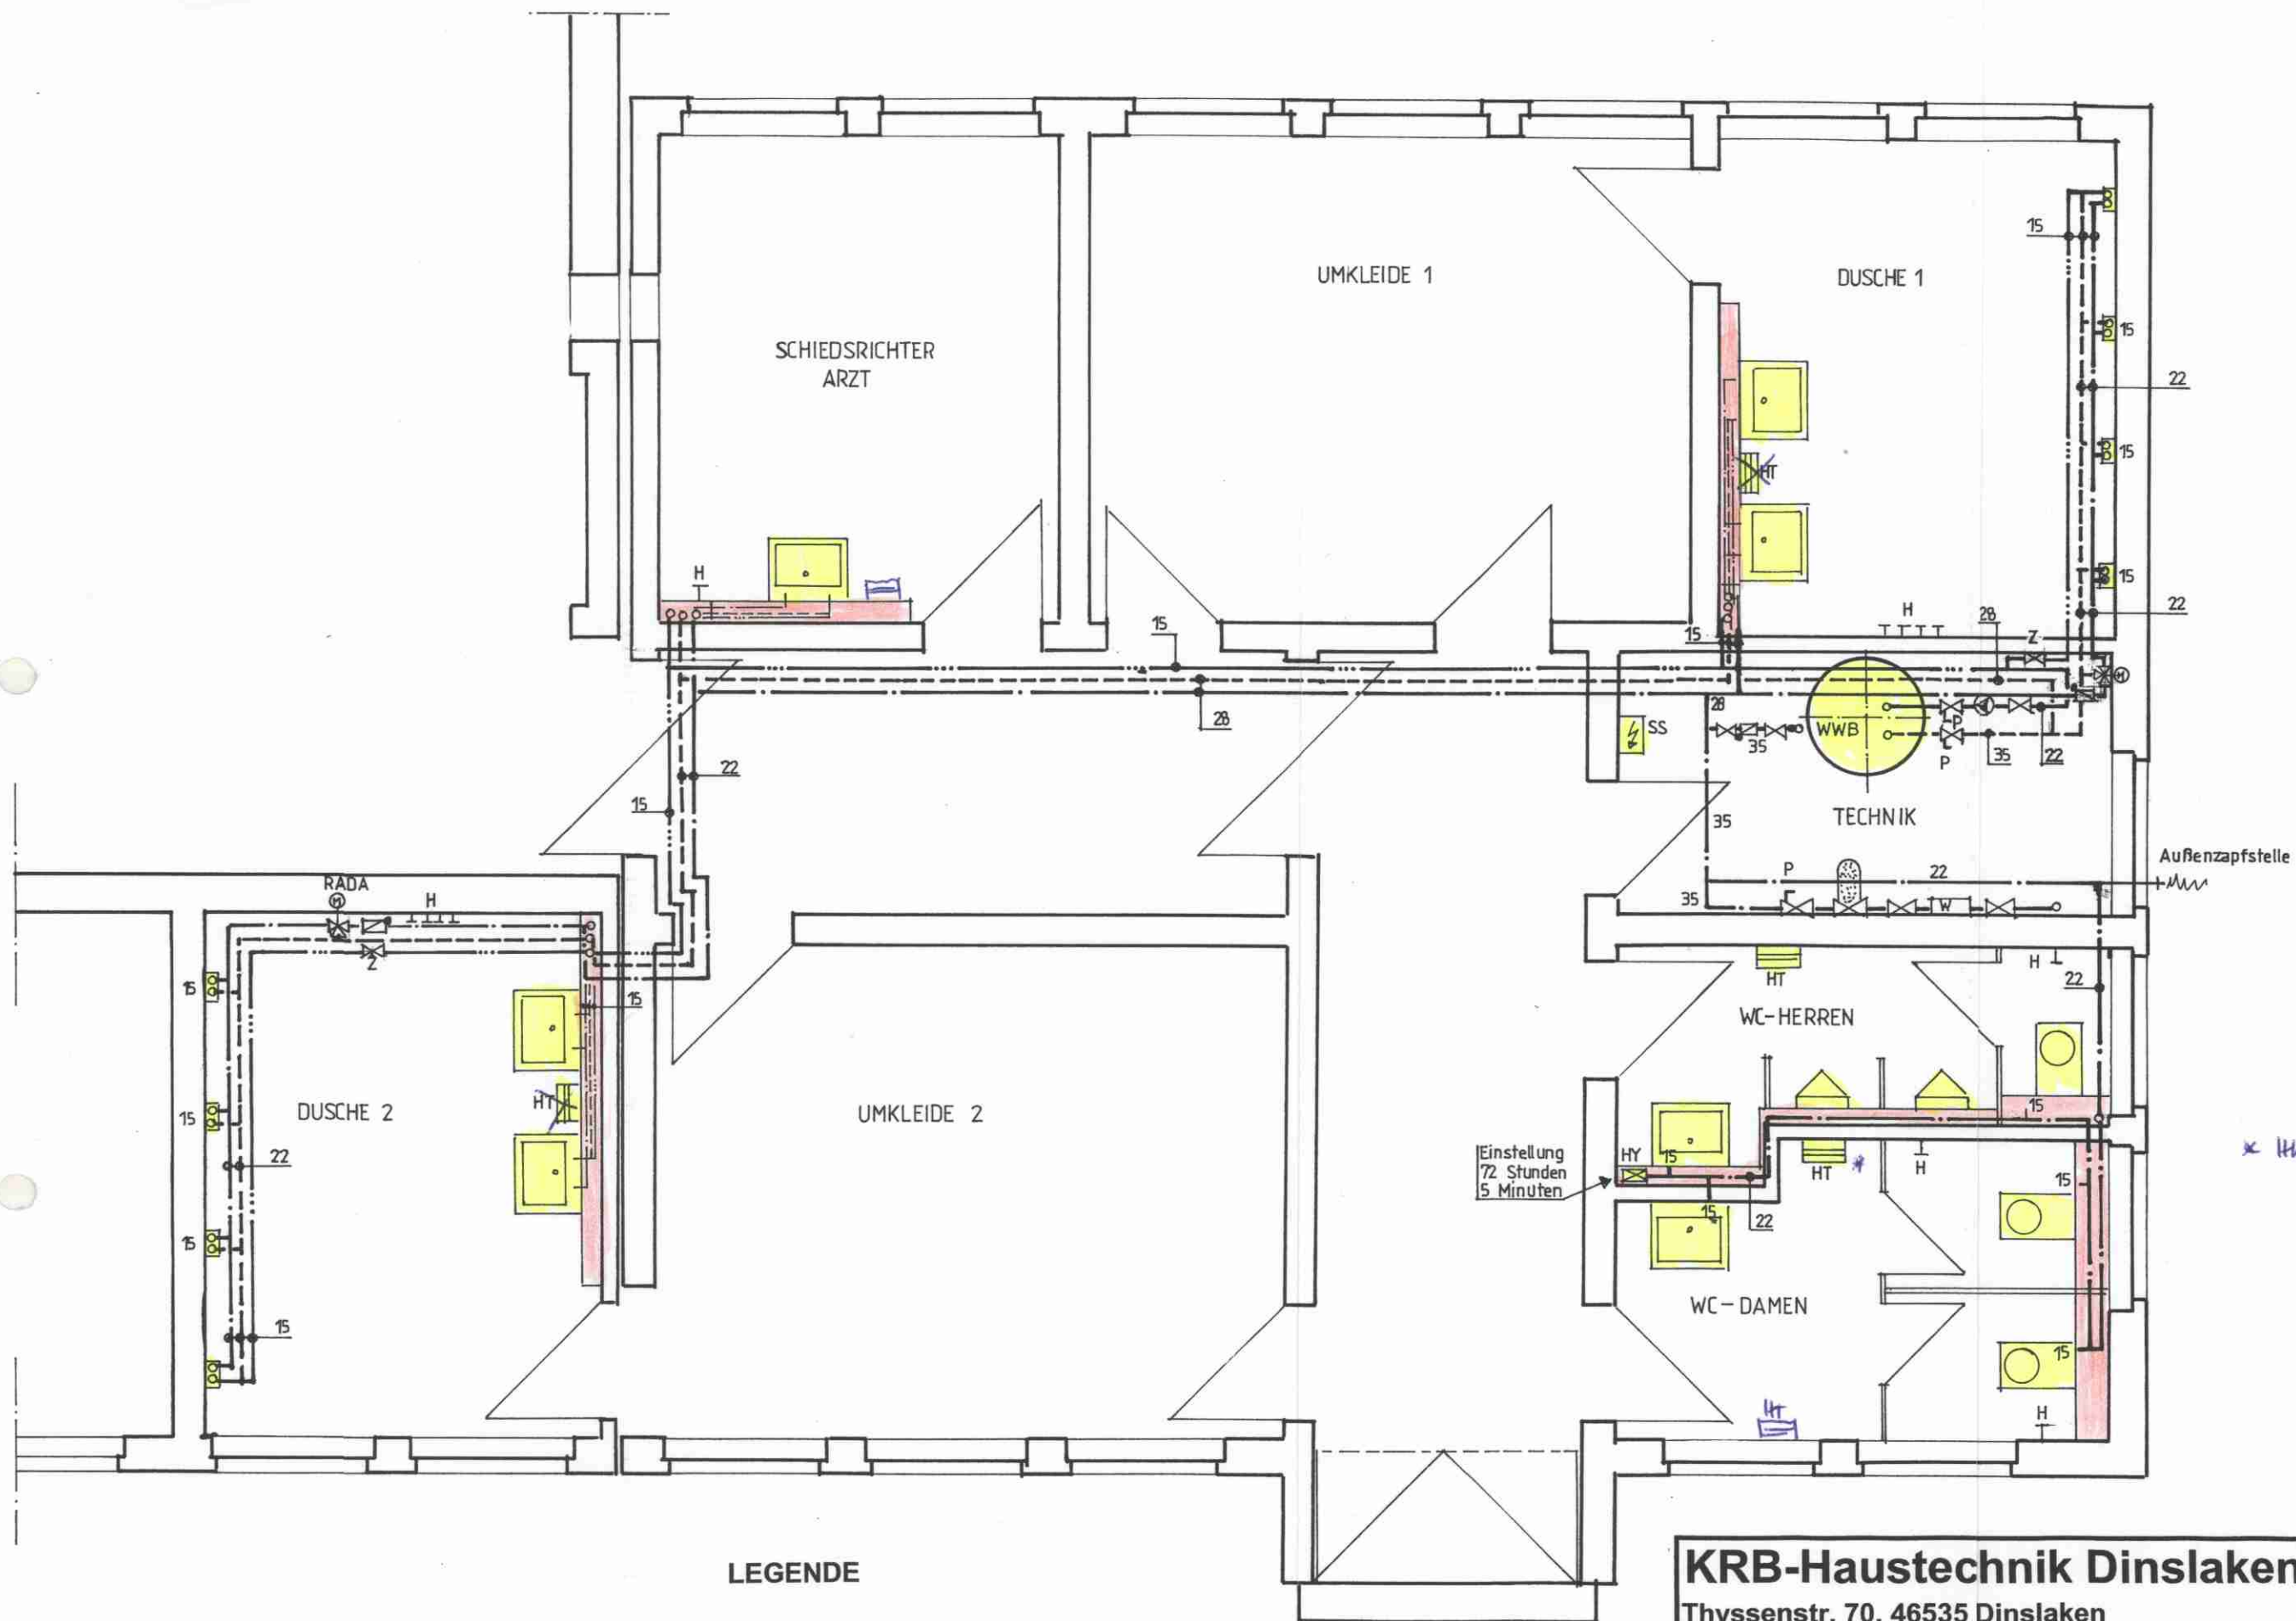 15
UMKLEIDE 1
DUSCHE 1
15
SCHIEDSRICHTER
ARZT
22
15
HT
15
H
15
22
H
28
15
15
Z
M
28
28
SS
35
WWB
P
P
35
22
22
15
TECHNIK
35
Außenzapfstelle
P
22
35
W
RADA
M
H
Z
15
15
HT
H
22
WC-HERREN
15
DUSCHE 2
HT
UMKLEIDE 2
15
Einstellung
72 Stunden
5 Minuten
HY
15
HT
*
H
* HT
22
15
22
15
15
15
WC-DAMEN
15
HT
H
LEGENDE
KRB-Haustechnik Dinslaken
Thyssenstr. 70, 46535 Dinslaken